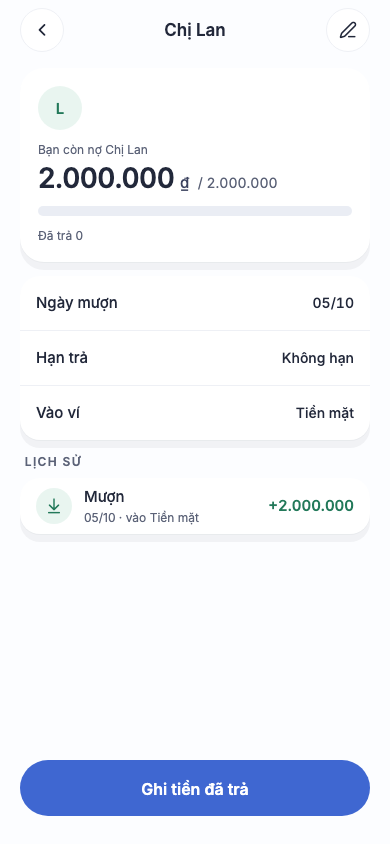 Chị Lan
L
Bạn còn nợ Chị Lan
2.000.000 ₫ / 2.000.000
Đã trả 0
Ngày mượn 05/10
Hạn trả Không hạn
Vào ví Tiền mặt
LỊCH SỬ
Mượn +2.000.000
05/10 · vào Tiền mặt
Ghi tiền đã trả